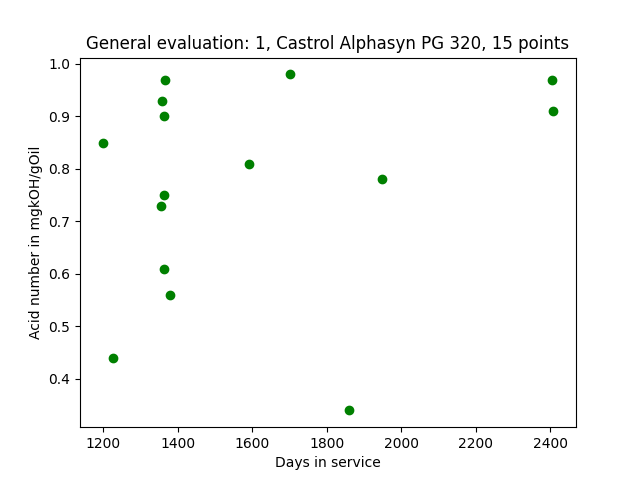 General evaluation: 1, Castrol Alphasyn PG 320, 15 points
1.0
0.9
0.8
0.7
0.6
0.5
0.4
Acid number in mgkOH/gOil
1200 1400 1600 1800 2000 2200 2400
Days in service